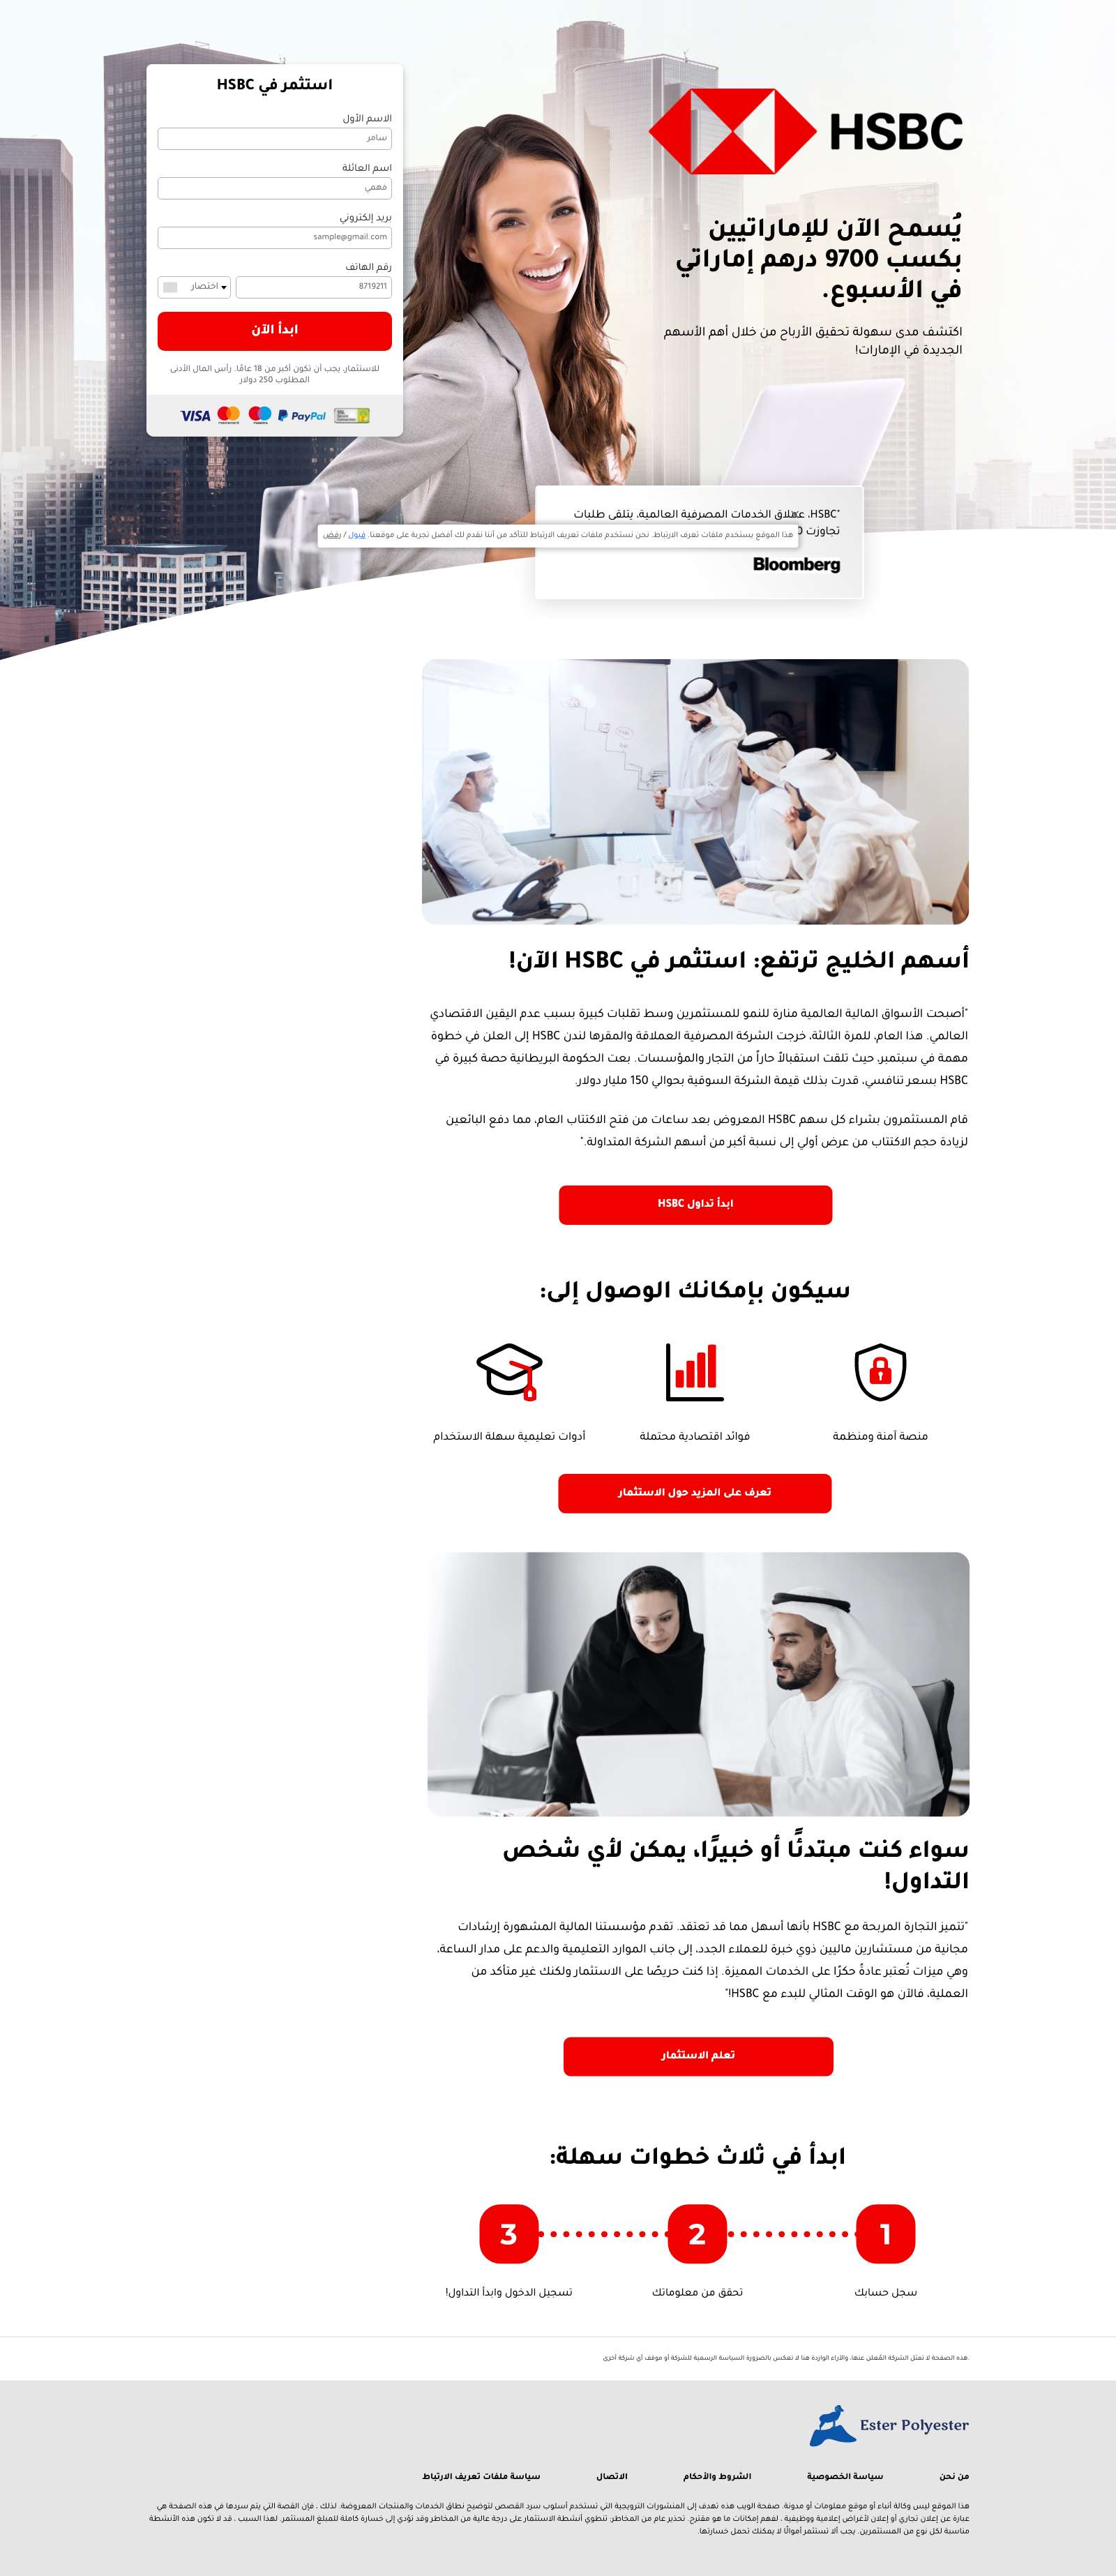 HSBC
يُسمح الآن للإماراتيين
بكسب 9700 درهم إماراتي
في الأسبوع.
اكتشف مدى سهولة تحقيق الأرباح من خلال أهم الأسهم
الجديدة في الإمارات!
استثمر في HSBC
الاسم الأول
سامر
اسم العائلة
فهمي
بريد إلكتروني
sample@gmail.com
رقم الهاتف
8719211
اختصار
ابدأ الآن
للاستثمار، يجب أن تكون أكبر من 18 عامًا. رأس المال الأدنى
المطلوب 250 دولار
VISA mastercard maestro PayPal
"HSBC، عملاق الخدمات المصرفية العالمية، يتلقى طلبات
تجاوزت
هذا الموقع يستخدم ملفات تعرف الارتباط. نحن نستخدم ملفات تعريف الارتباط للتأكد من أننا نقدم لك أفضل تجربة على موقعنا. قبول / رفض
Bloomberg
أسهم الخليج ترتفع: استثمر في HSBC الآن!
"أصبحت الأسواق المالية العالمية منارة للنمو للمستثمرين وسط تقلبات كبيرة بسبب عدم اليقين الاقتصادي
العالمي. هذا العام، للمرة الثالثة، خرجت الشركة المصرفية العملاقة والمقرها لندن HSBC إلى العلن في خطوة
مهمة في سبتمبر، حيث تلقت استقبالاً حاراً من التجار والمؤسسات. بعت الحكومة البريطانية حصة كبيرة في
HSBC بسعر تنافسي، قدرت بذلك قيمة الشركة السوقية بحوالي 150 مليار دولار.
قام المستثمرون بشراء كل سهم HSBC المعروض بعد ساعات من فتح الاكتتاب العام، مما دفع البائعين
لزيادة حجم الاكتتاب من عرض أولي إلى نسبة أكبر من أسهم الشركة المتداولة."
ابدأ تداول HSBC
سيكون بإمكانك الوصول إلى:
منصة آمنة ومنظمة
فوائد اقتصادية محتملة
أدوات تعليمية سهلة الاستخدام
تعرف على المزيد حول الاستثمار
سواء كنت مبتدئًا أو خبيرًا، يمكن لأي شخص
التداول!
"تتميز التجارة المربحة مع HSBC بأنها أسهل مما قد تعتقد. تقدم مؤسستنا المالية المشهورة إرشادات
مجانية من مستشارين ماليين ذوي خبرة للعملاء الجدد، إلى جانب الموارد التعليمية والدعم على مدار الساعة،
وهي ميزات تُعتبر عادةً حكرًا على الخدمات المميزة. إذا كنت حريصًا على الاستثمار ولكنك غير متأكد من
العملية، فالآن هو الوقت المثالي للبدء مع HSBC!"
تعلم الاستثمار
ابدأ في ثلاث خطوات سهلة:
1
2
3
سجل حسابك
تحقق من معلوماتك
تسجيل الدخول وابدأ التداول!
.هذه الصفحة لا تمثل الشركة المُعلن عنها، والآراء الواردة هنا لا تعكس بالضرورة السياسة الرسمية للشركة أو موقف أي شركة أخرى
Ester Polyester
من نحن
سياسة الخصوصية
الشروط والأحكام
الاتصال
سياسة ملفات تعريف الارتباط
هذا الموقع ليس وكالة أنباء أو موقع معلومات أو مدونة. صفحة الويب هذه تهدف إلى المنشورات الترويجية التي تستخدم أسلوب سرد القصص لتوضيح نطاق الخدمات والمنتجات المعروضة. لذلك ، فإن القصة التي يتم سردها في هذه الصفحة هي
عبارة عن إعلان تجاري أو إعلان لأغراض إعلامية ووظيفية ، لفهم إمكانات ما هو مقترح. تحذير عام من المخاطر: تنطوي أنشطة الاستثمار على درجة عالية من المخاطر وقد تؤدي إلى خسارة كاملة للمبلغ المستثمر. لهذا السبب ، قد لا تكون هذه الأنشطة
مناسبة لكل نوع من المستثمرين. يجب ألا تستثمر أموالًا لا يمكنك تحمل خسارتها.